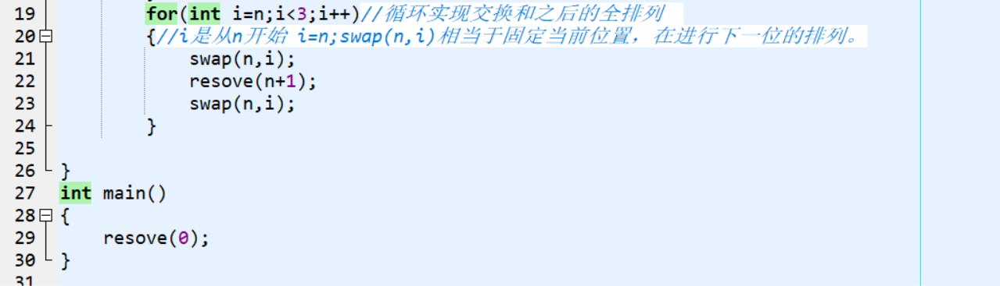 19 for(int i=n;i<3;i++)//循环实现交换和之后的全排列
20 {//i是从n开始 i=n;swap(n,i)相当于固定当前位置，在进行下一位的排列。
21 swap(n,i);
22 resove(n+1);
23 swap(n,i);
24 }
25
26 }
27 int main()
28 {
29 resove(0);
30 }
31